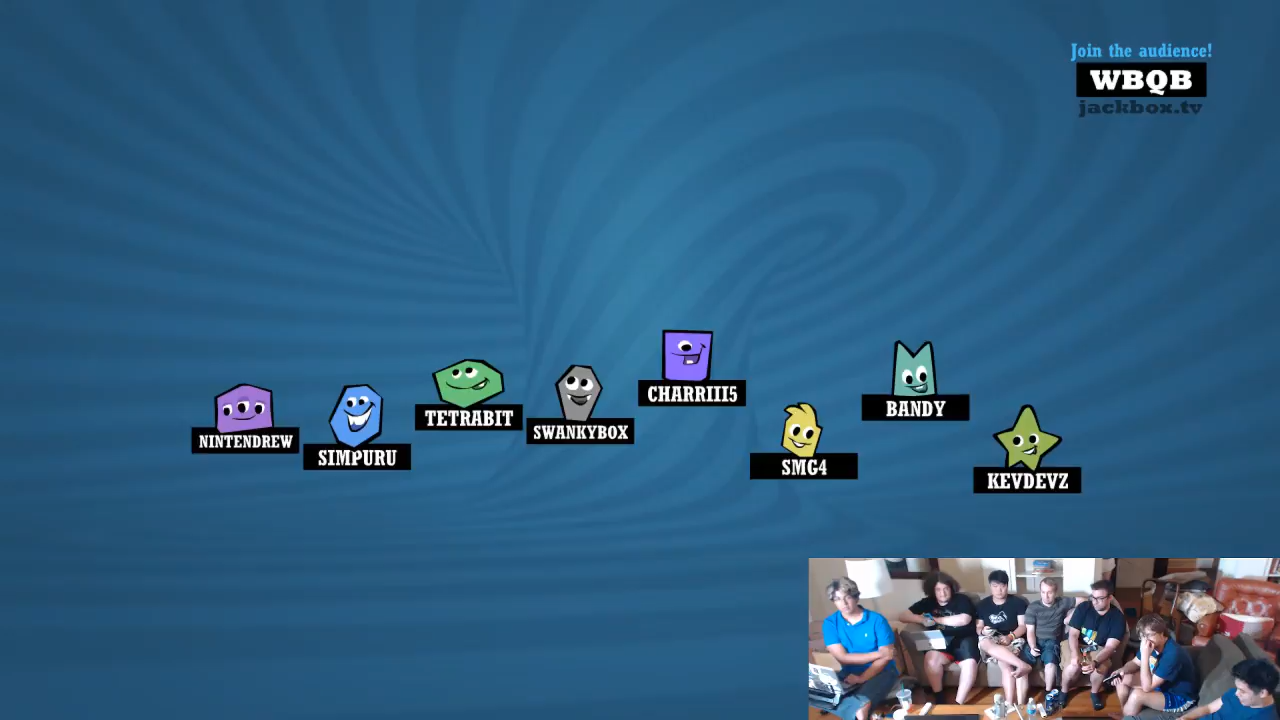 Join the audience!
WBQB
jackbox.tv
NINTENDREW
SIMPURU
TETRABIT
SWANKYBOX
CHARRIII5
SMG4
BANDY
KEVDEVZ